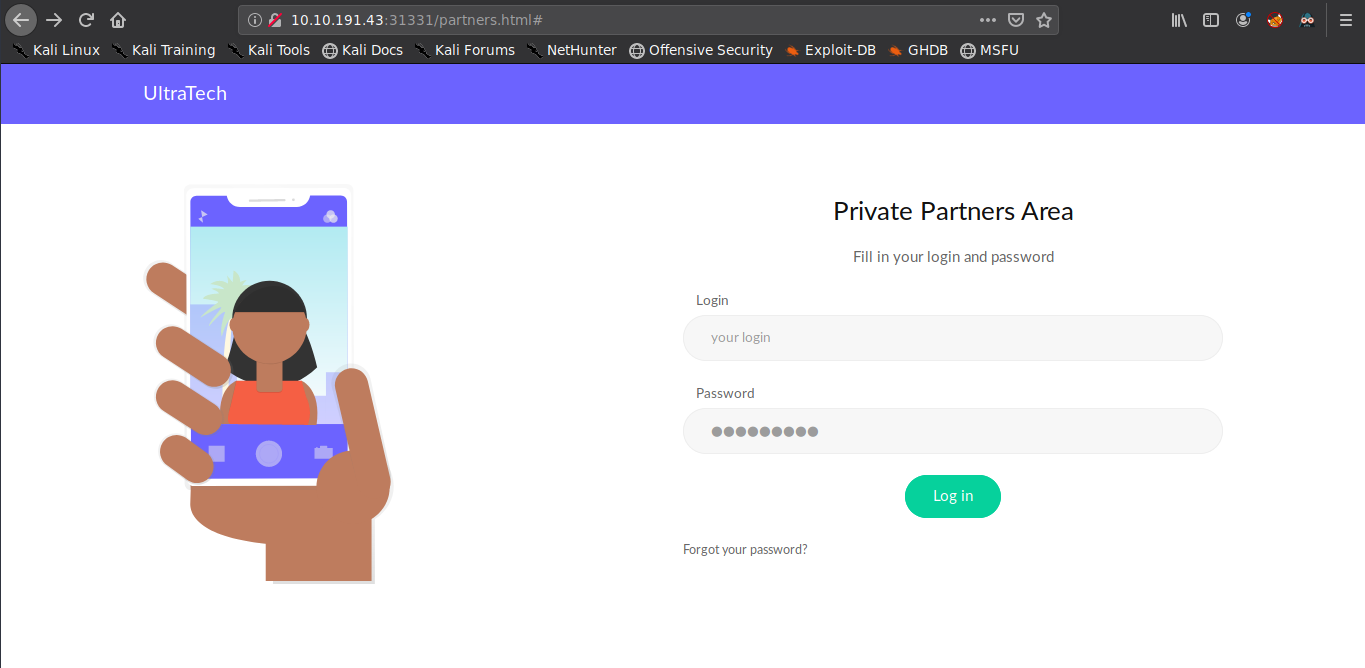 10.10.191.43:31331/partners.html#
Kali Linux Kali Training Kali Tools Kali Docs Kali Forums NetHunter Offensive Security Exploit-DB GHDB MSFU
UltraTech
Private Partners Area
Fill in your login and password
Login
your login
Password
Log in
Forgot your password?